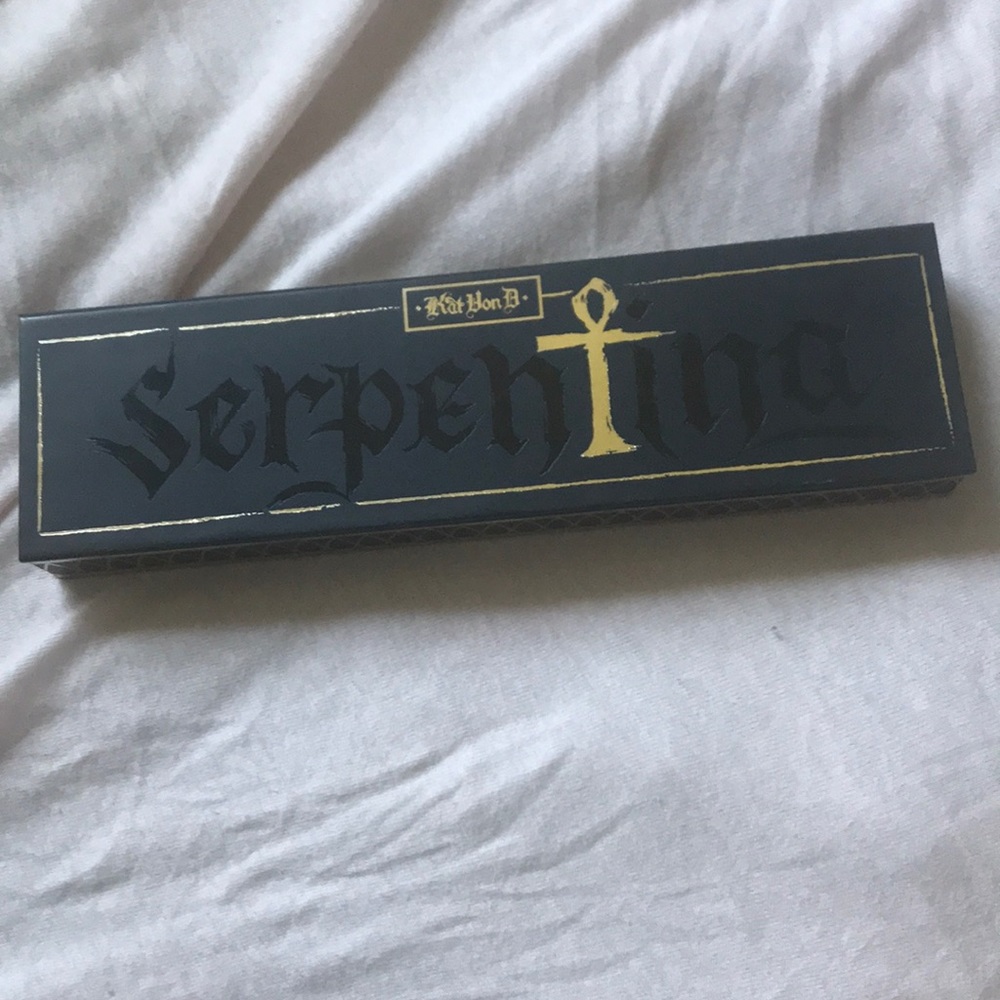 ·Kat Von D·
Serpentina